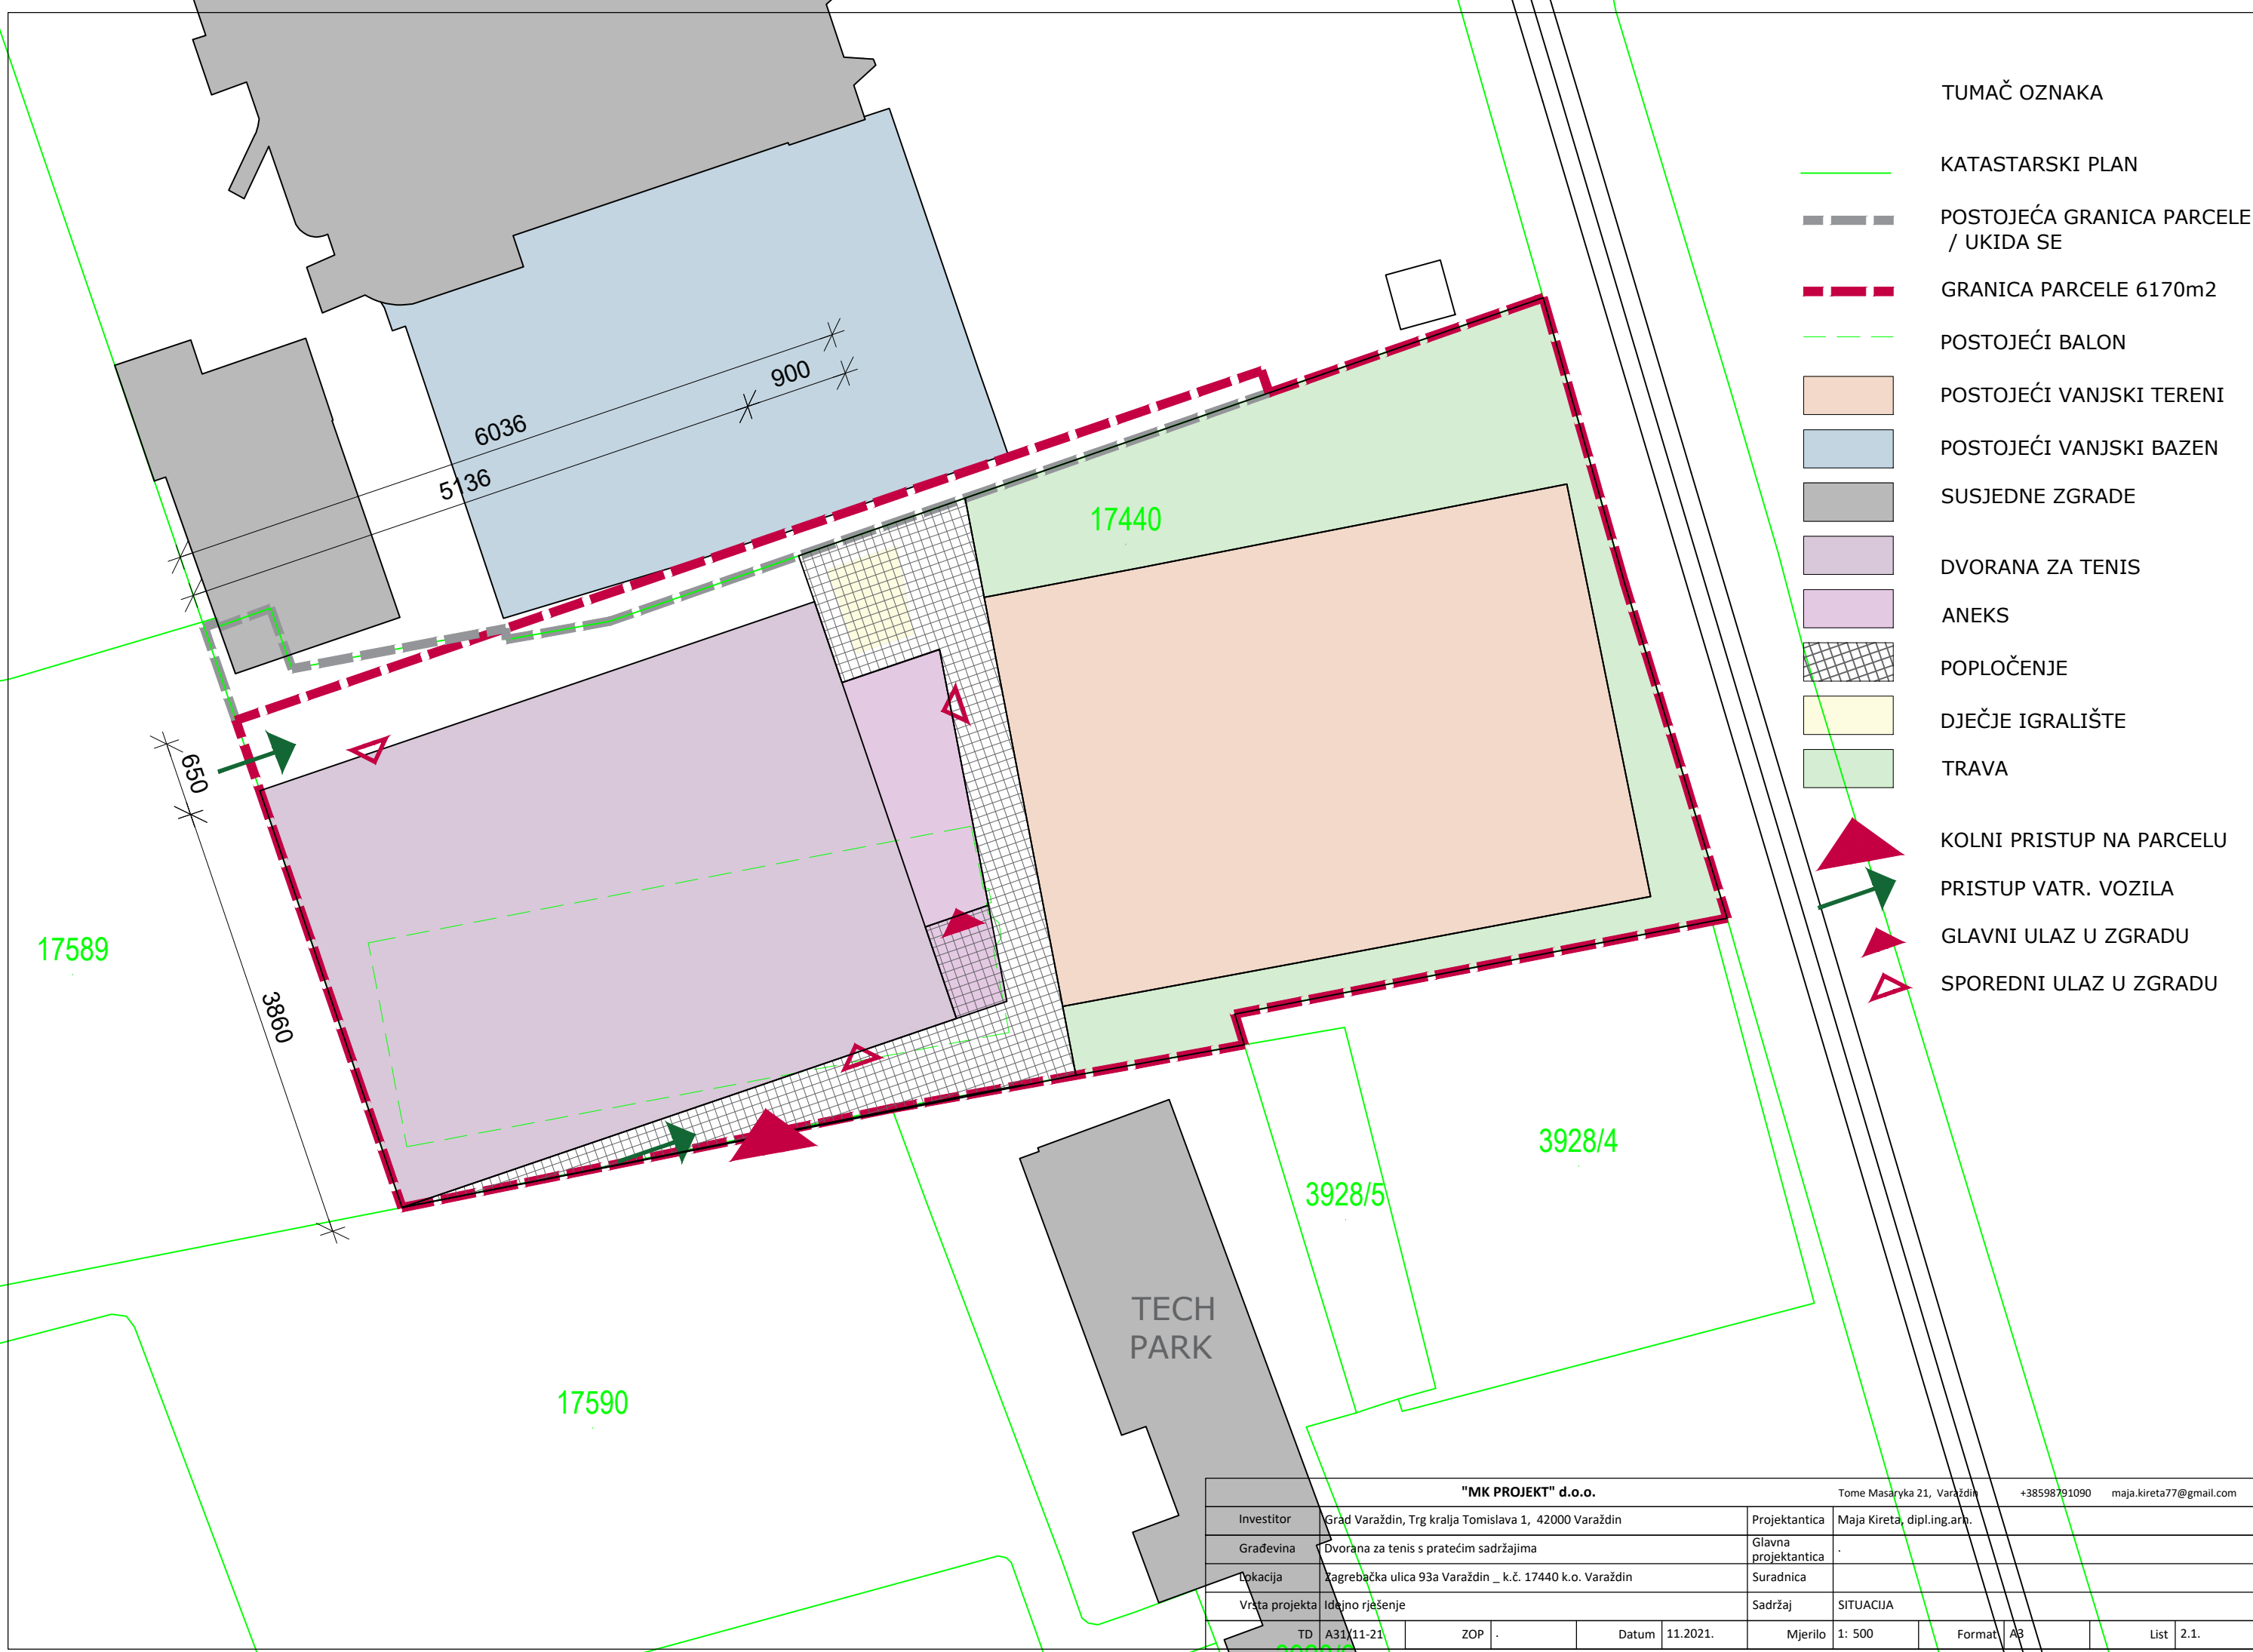 TUMAČ OZNAKA
KATASTARSKI PLAN
POSTOJEĆA GRANICA PARCELE
/ UKIDA SE
GRANICA PARCELE 6170m2
POSTOJEĆI BALON
POSTOJEĆI VANJSKI TERENI
POSTOJEĆI VANJSKI BAZEN
SUSJEDNE ZGRADE
DVORANA ZA TENIS
ANEKS
POPLOČENJE
DJEČJE IGRALIŠTE
TRAVA
KOLNI PRISTUP NA PARCELU
PRISTUP VATR. VOZILA
GLAVNI ULAZ U ZGRADU
SPOREDNI ULAZ U ZGRADU
900
6036
5136
17440
650
17589
3860
3928/4
3928/5
TECH
PARK
17590
"MK PROJEKT" d.o.o. Tome Masaryka 21, Varaždin +38598791090 maja.kireta77@gmail.com
Investitor Grad Varaždin, Trg kralja Tomislava 1, 42000 Varaždin Projektantica Maja Kireta, dipl.ing.arh.
Građevina Dvorana za tenis s pratećim sadržajima Glavna
projektantica .
Lokacija Zagrebačka ulica 93a Varaždin _ k.č. 17440 k.o. Varaždin Suradnica
Vrsta projekta Idejno rješenje Sadržaj SITUACIJA
TD A31/11-21 ZOP . Datum 11.2021. Mjerilo 1: 500 Format A3 List 2.1.